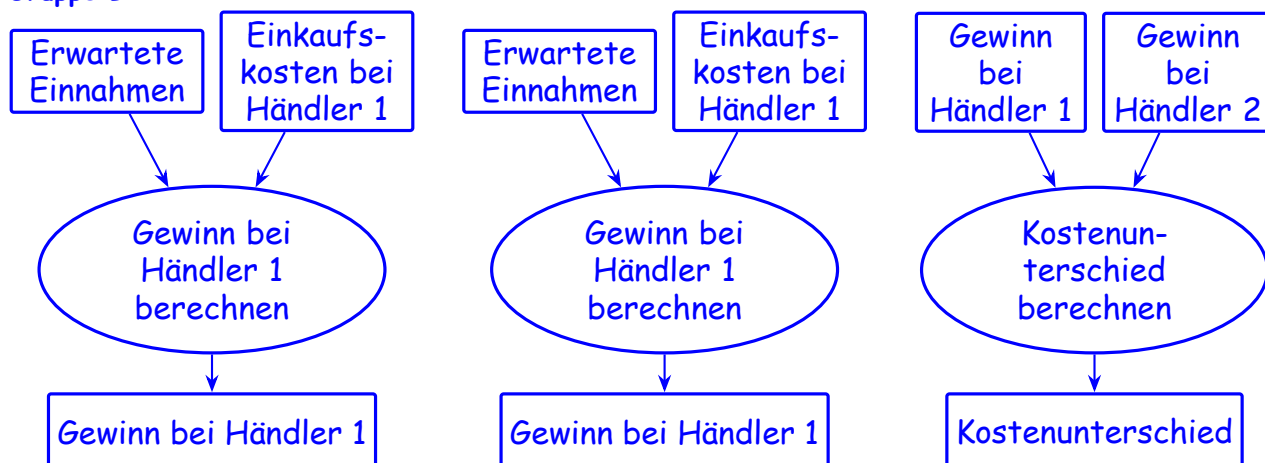 Erwartete
Einnahmen
Einkaufs-
kosten bei
Händler 1
Gewinn bei
Händler 1
berechnen
Gewinn bei Händler 1
Erwartete
Einnahmen
Einkaufs-
kosten bei
Händler 1
Gewinn bei
Händler 1
berechnen
Gewinn bei Händler 1
Gewinn
bei
Händler 1
Gewinn
bei
Händler 2
Kostenun-
terschied
berechnen
Kostenunterschied